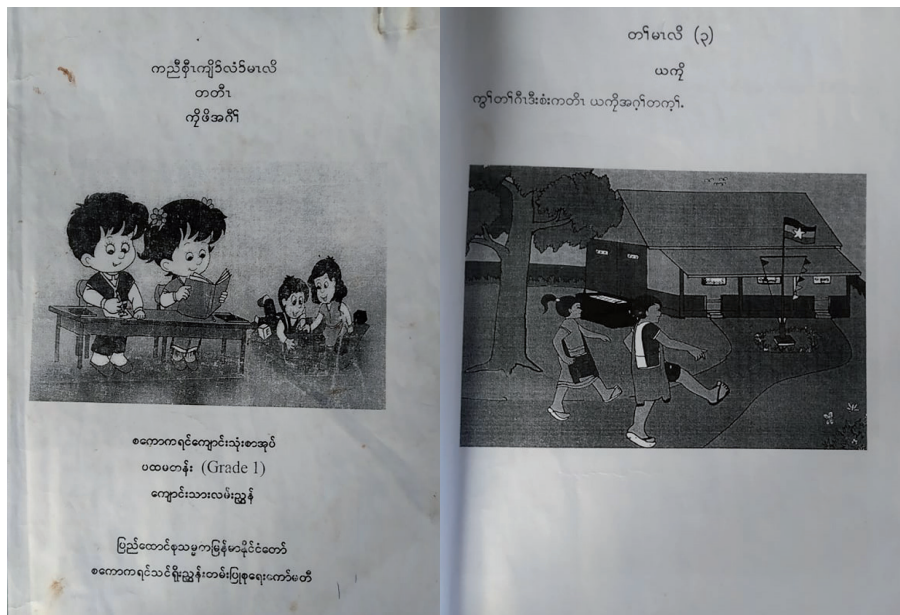 ကညီစှီၤကျိာ်လံာ်မၤလိ
တတီၤ
ကိုဖိအဂီၢ်
စကောကရင်ကျောင်းသုံးစာအုပ်
ပထမတန်း (Grade 1)
ကျောင်းသားလမ်းညွှန်
ပြည်ထောင်စုသမ္မတမြန်မာနိုင်ငံတော်
စကောကရင်သင်ရိုးညွှန်းတမ်းပြုစုရေးကော်မတီ
တၢ်မၤလိ (၃)
ယကို
ကွၢ်တၢ်ဂီၤဒီးစံးကတိၤ ယကိုအဂ့ၢ်တက့ၢ်.